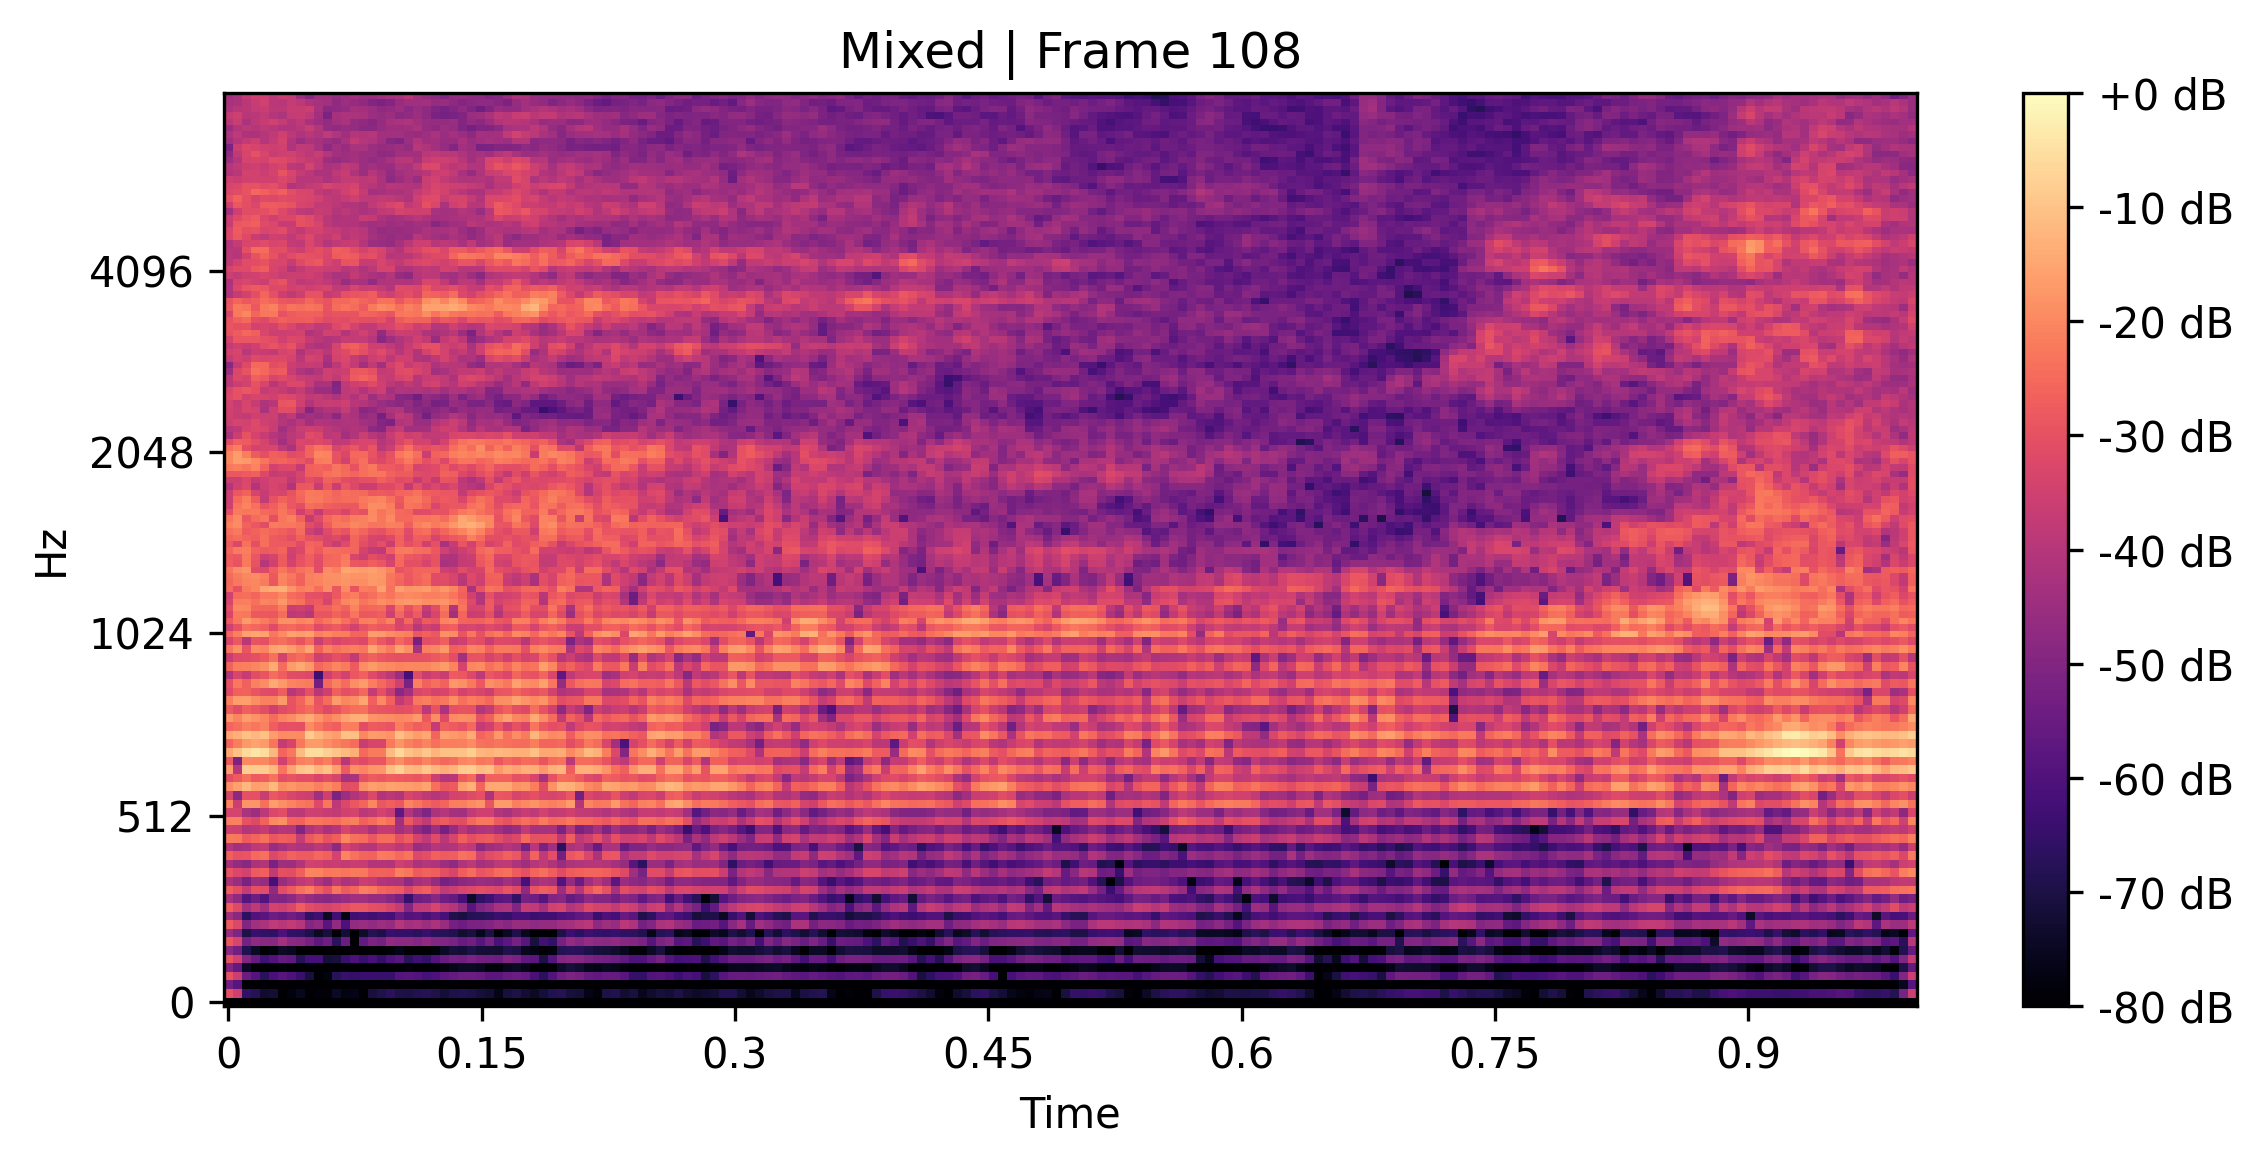 Mixed | Frame 108
+0 dB
-10 dB
-20 dB
-30 dB
-40 dB
-50 dB
-60 dB
-70 dB
-80 dB
Hz
4096
2048
1024
512
0
0 0.15 0.3 0.45 0.6 0.75 0.9
Time